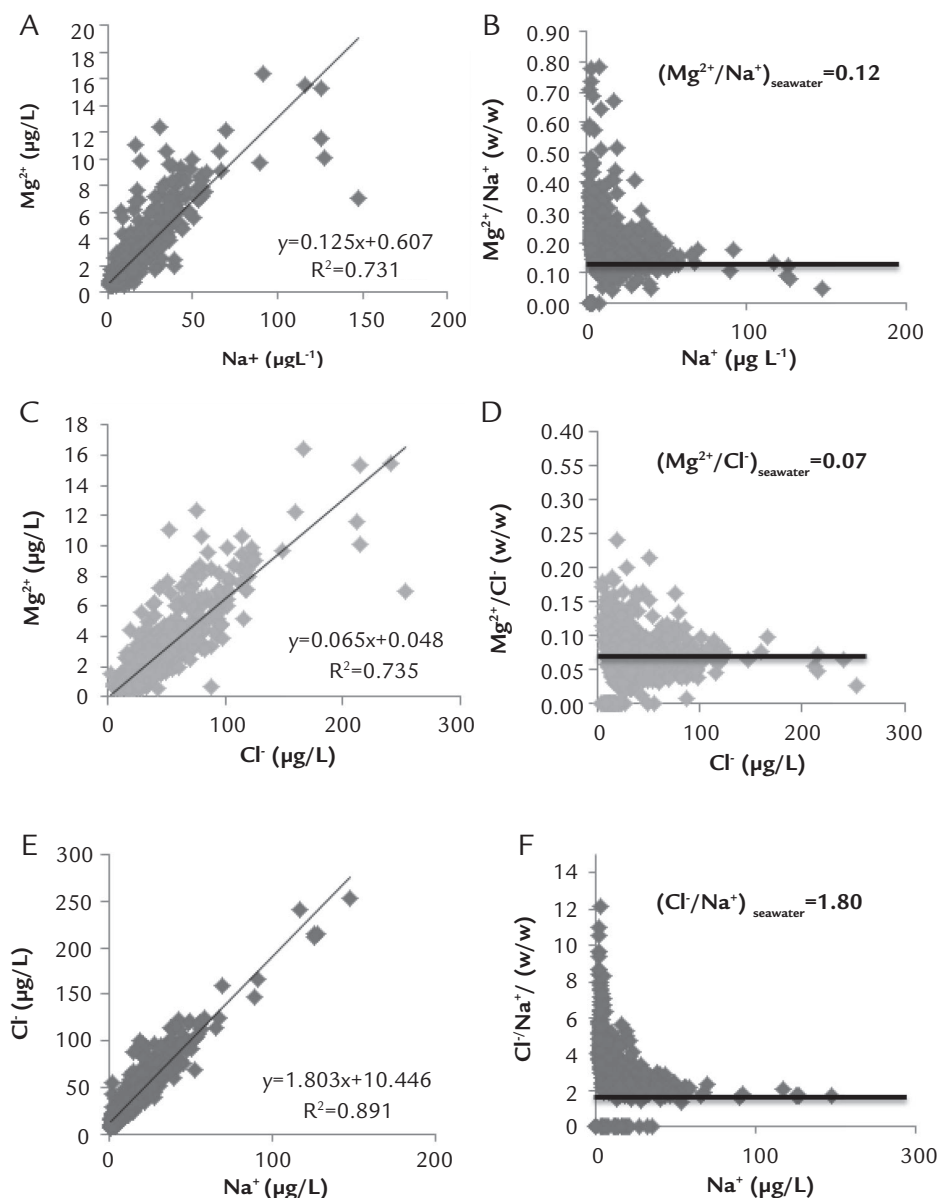 A
Mg²⁺ (µg/L)
20
18
16
14
12
10
8
6
4
2
0
y=0.125x+0.607
R²=0.731
0 50 100 150 200
Na+ (µgL⁻¹)
B
Mg²⁺/Na⁺ (w/w)
0.90
0.80
0.70
0.60
0.50
0.40
0.30
0.20
0.10
0.00
(Mg²⁺/Na⁺)seawater=0.12
0 100 200
Na⁺ (µg L⁻¹)
C
Mg²⁺ (µg/L)
18
16
14
12
10
8
6
4
2
0
y=0.065x+0.048
R²=0.735
0 100 200 300
Cl⁻ (µg/L)
D
Mg²⁺/Cl⁻ (w/w)
0.40
0.55
0.30
0.25
0.20
0.15
0.10
0.05
0.00
(Mg²⁺/Cl⁻)seawater=0.07
0 100 200 300
Cl⁻ (µg/L)
E
Cl⁻ (µg/L)
300
250
200
150
100
50
0
y=1.803x+10.446
R²=0.891
0 100 200
Na⁺ (µg/L)
F
Cl⁻/Na⁺/ (w/w)
14
12
10
8
6
4
2
0
(Cl⁻/Na⁺) seawater=1.80
0 100 300
Na⁺ (µg/L)